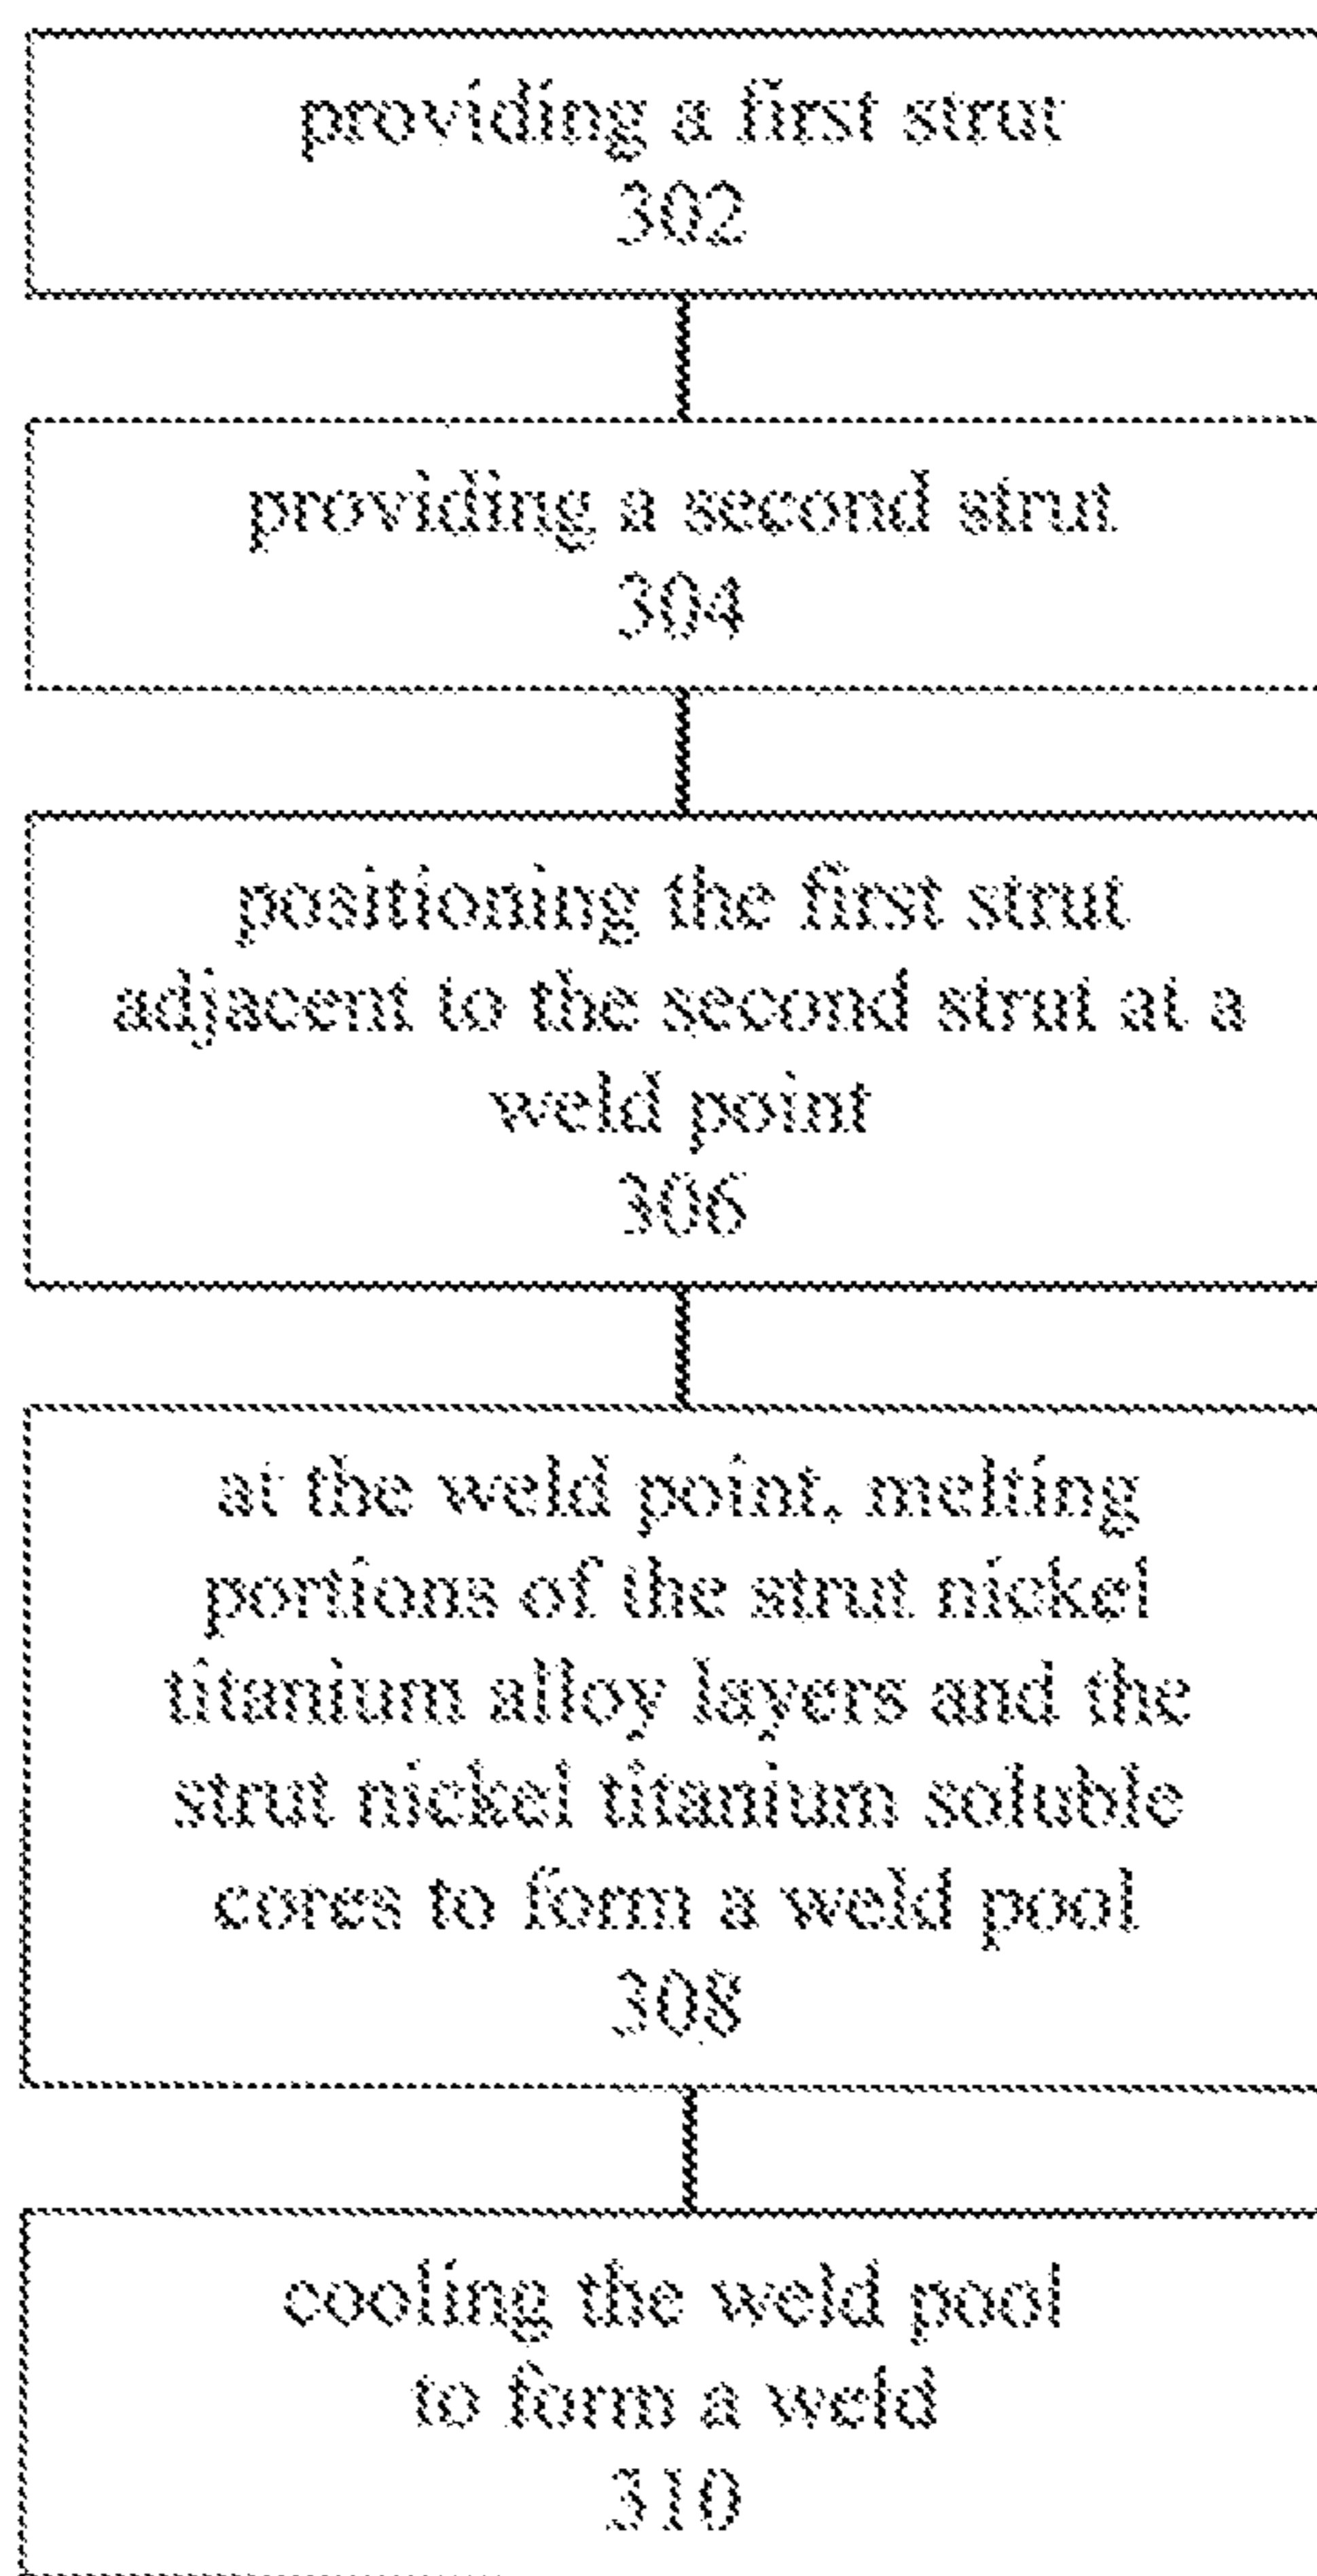 providing a first strut
302
providing a second strut
304
positioning the first strut
adjacent to the second strut at a
weld point
306
at the weld point, melting
portions of the strut nickel
titanium alloy layers and the
strut nickel titanium soluble
cores to form a weld pool
308
cooling the weld pool
to form a weld
310